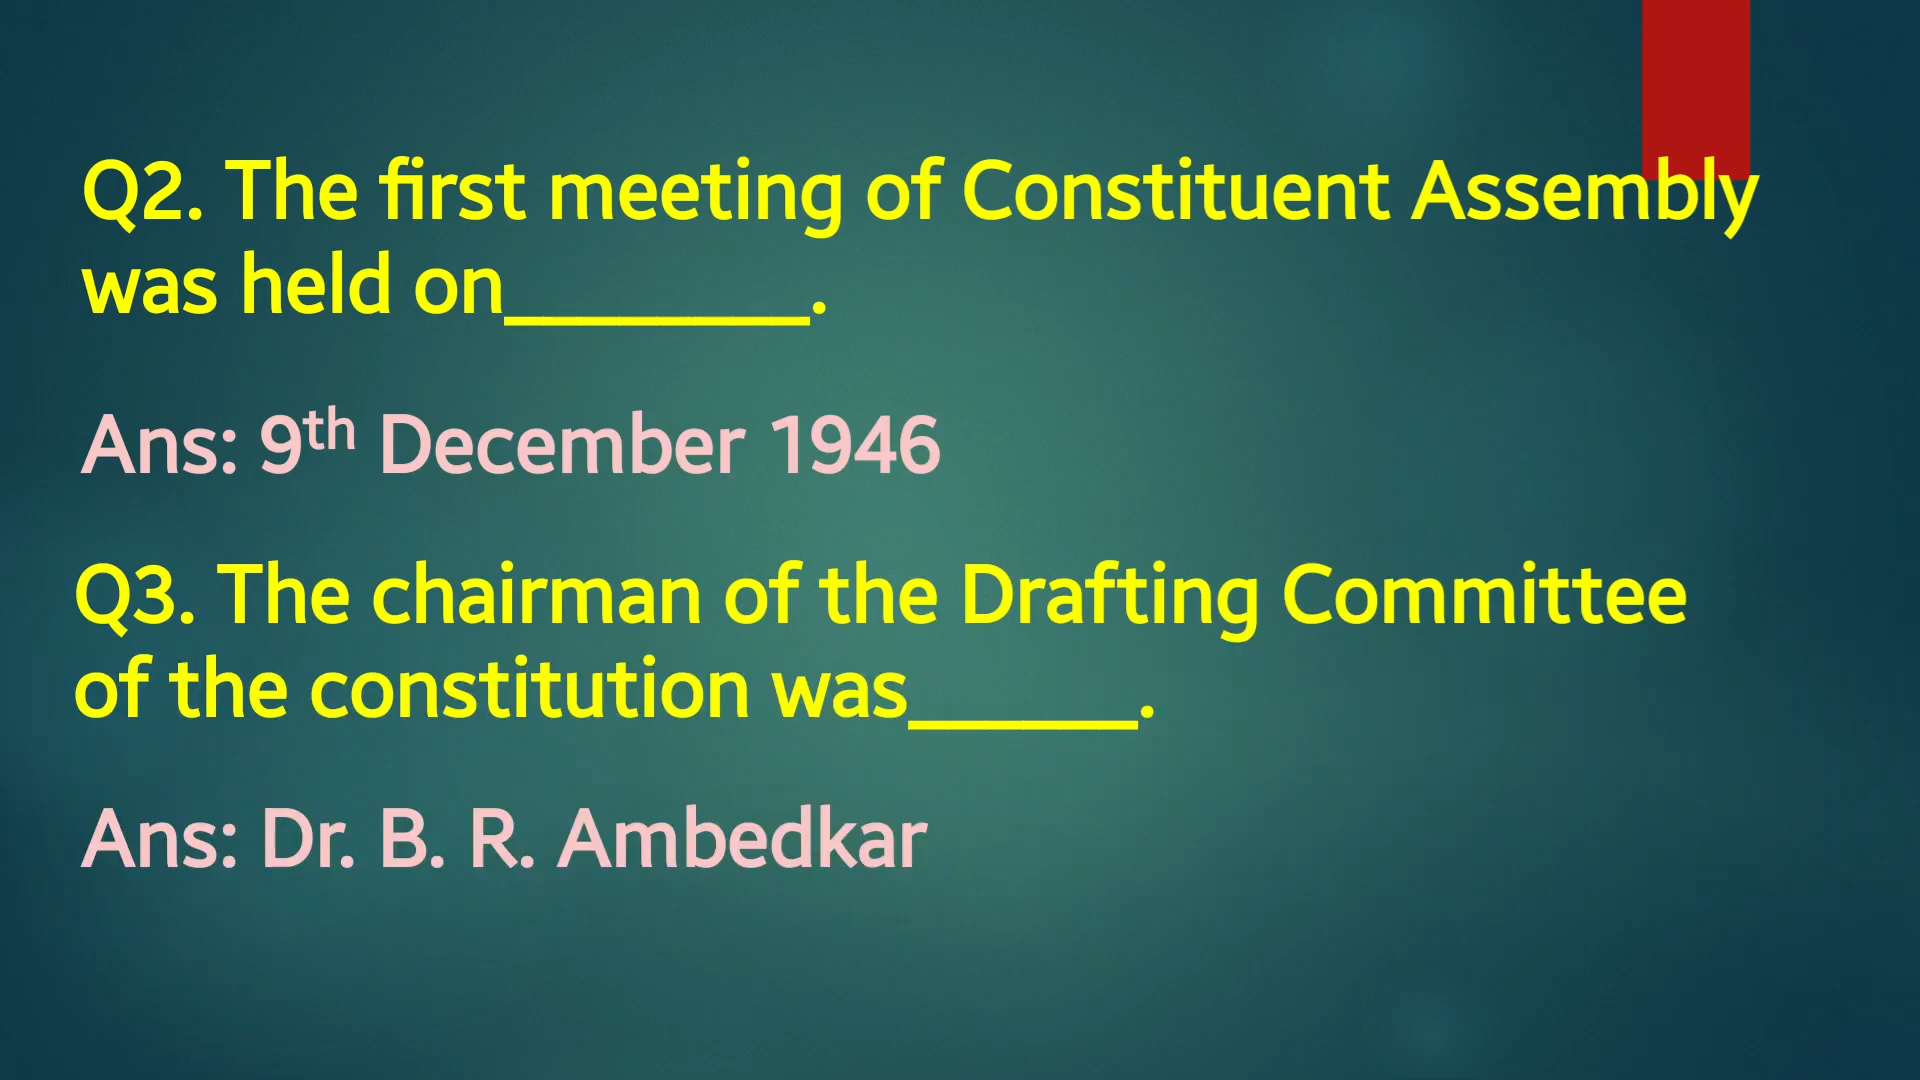 Q2. The first meeting of Constituent Assembly
was held on________.
Ans: 9th December 1946
Q3. The chairman of the Drafting Committee
of the constitution was______.
Ans: Dr. B. R. Ambedkar